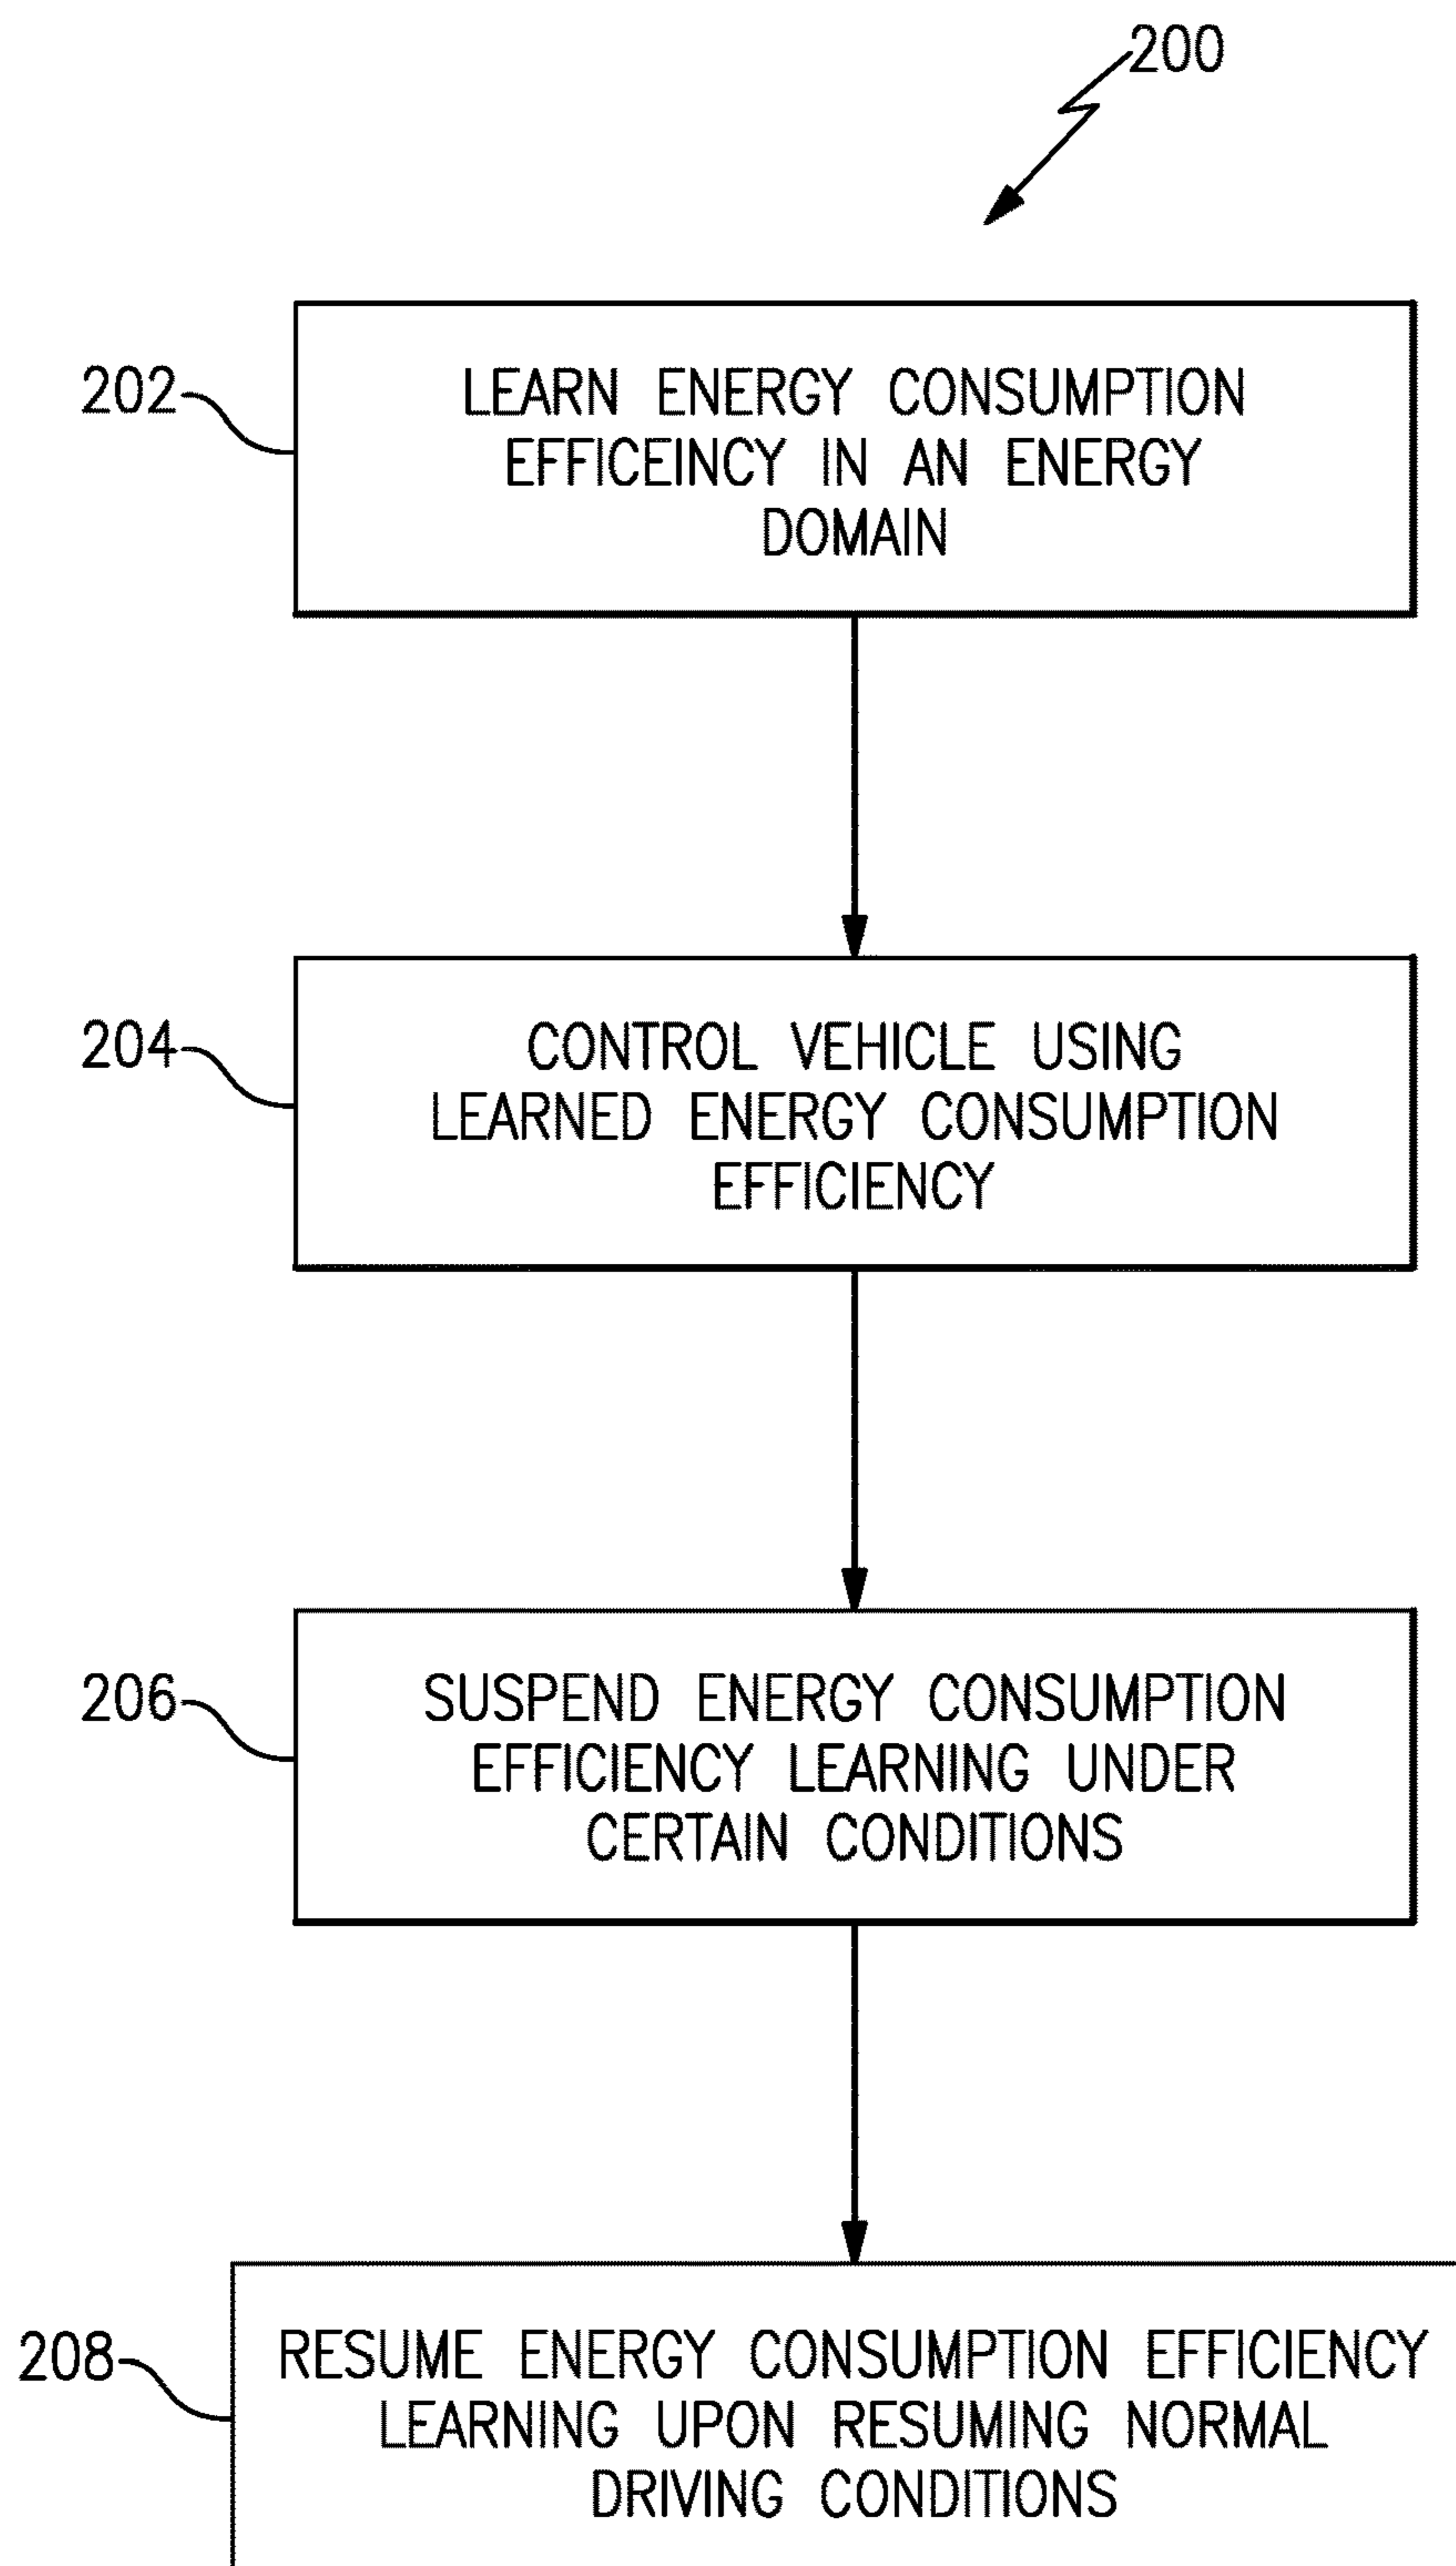 200
202
LEARN ENERGY CONSUMPTION
EFFICEINCY IN AN ENERGY
DOMAIN
204
CONTROL VEHICLE USING
LEARNED ENERGY CONSUMPTION
EFFICIENCY
206
SUSPEND ENERGY CONSUMPTION
EFFICIENCY LEARNING UNDER
CERTAIN CONDITIONS
208
RESUME ENERGY CONSUMPTION EFFICIENCY
LEARNING UPON RESUMING NORMAL
DRIVING CONDITIONS